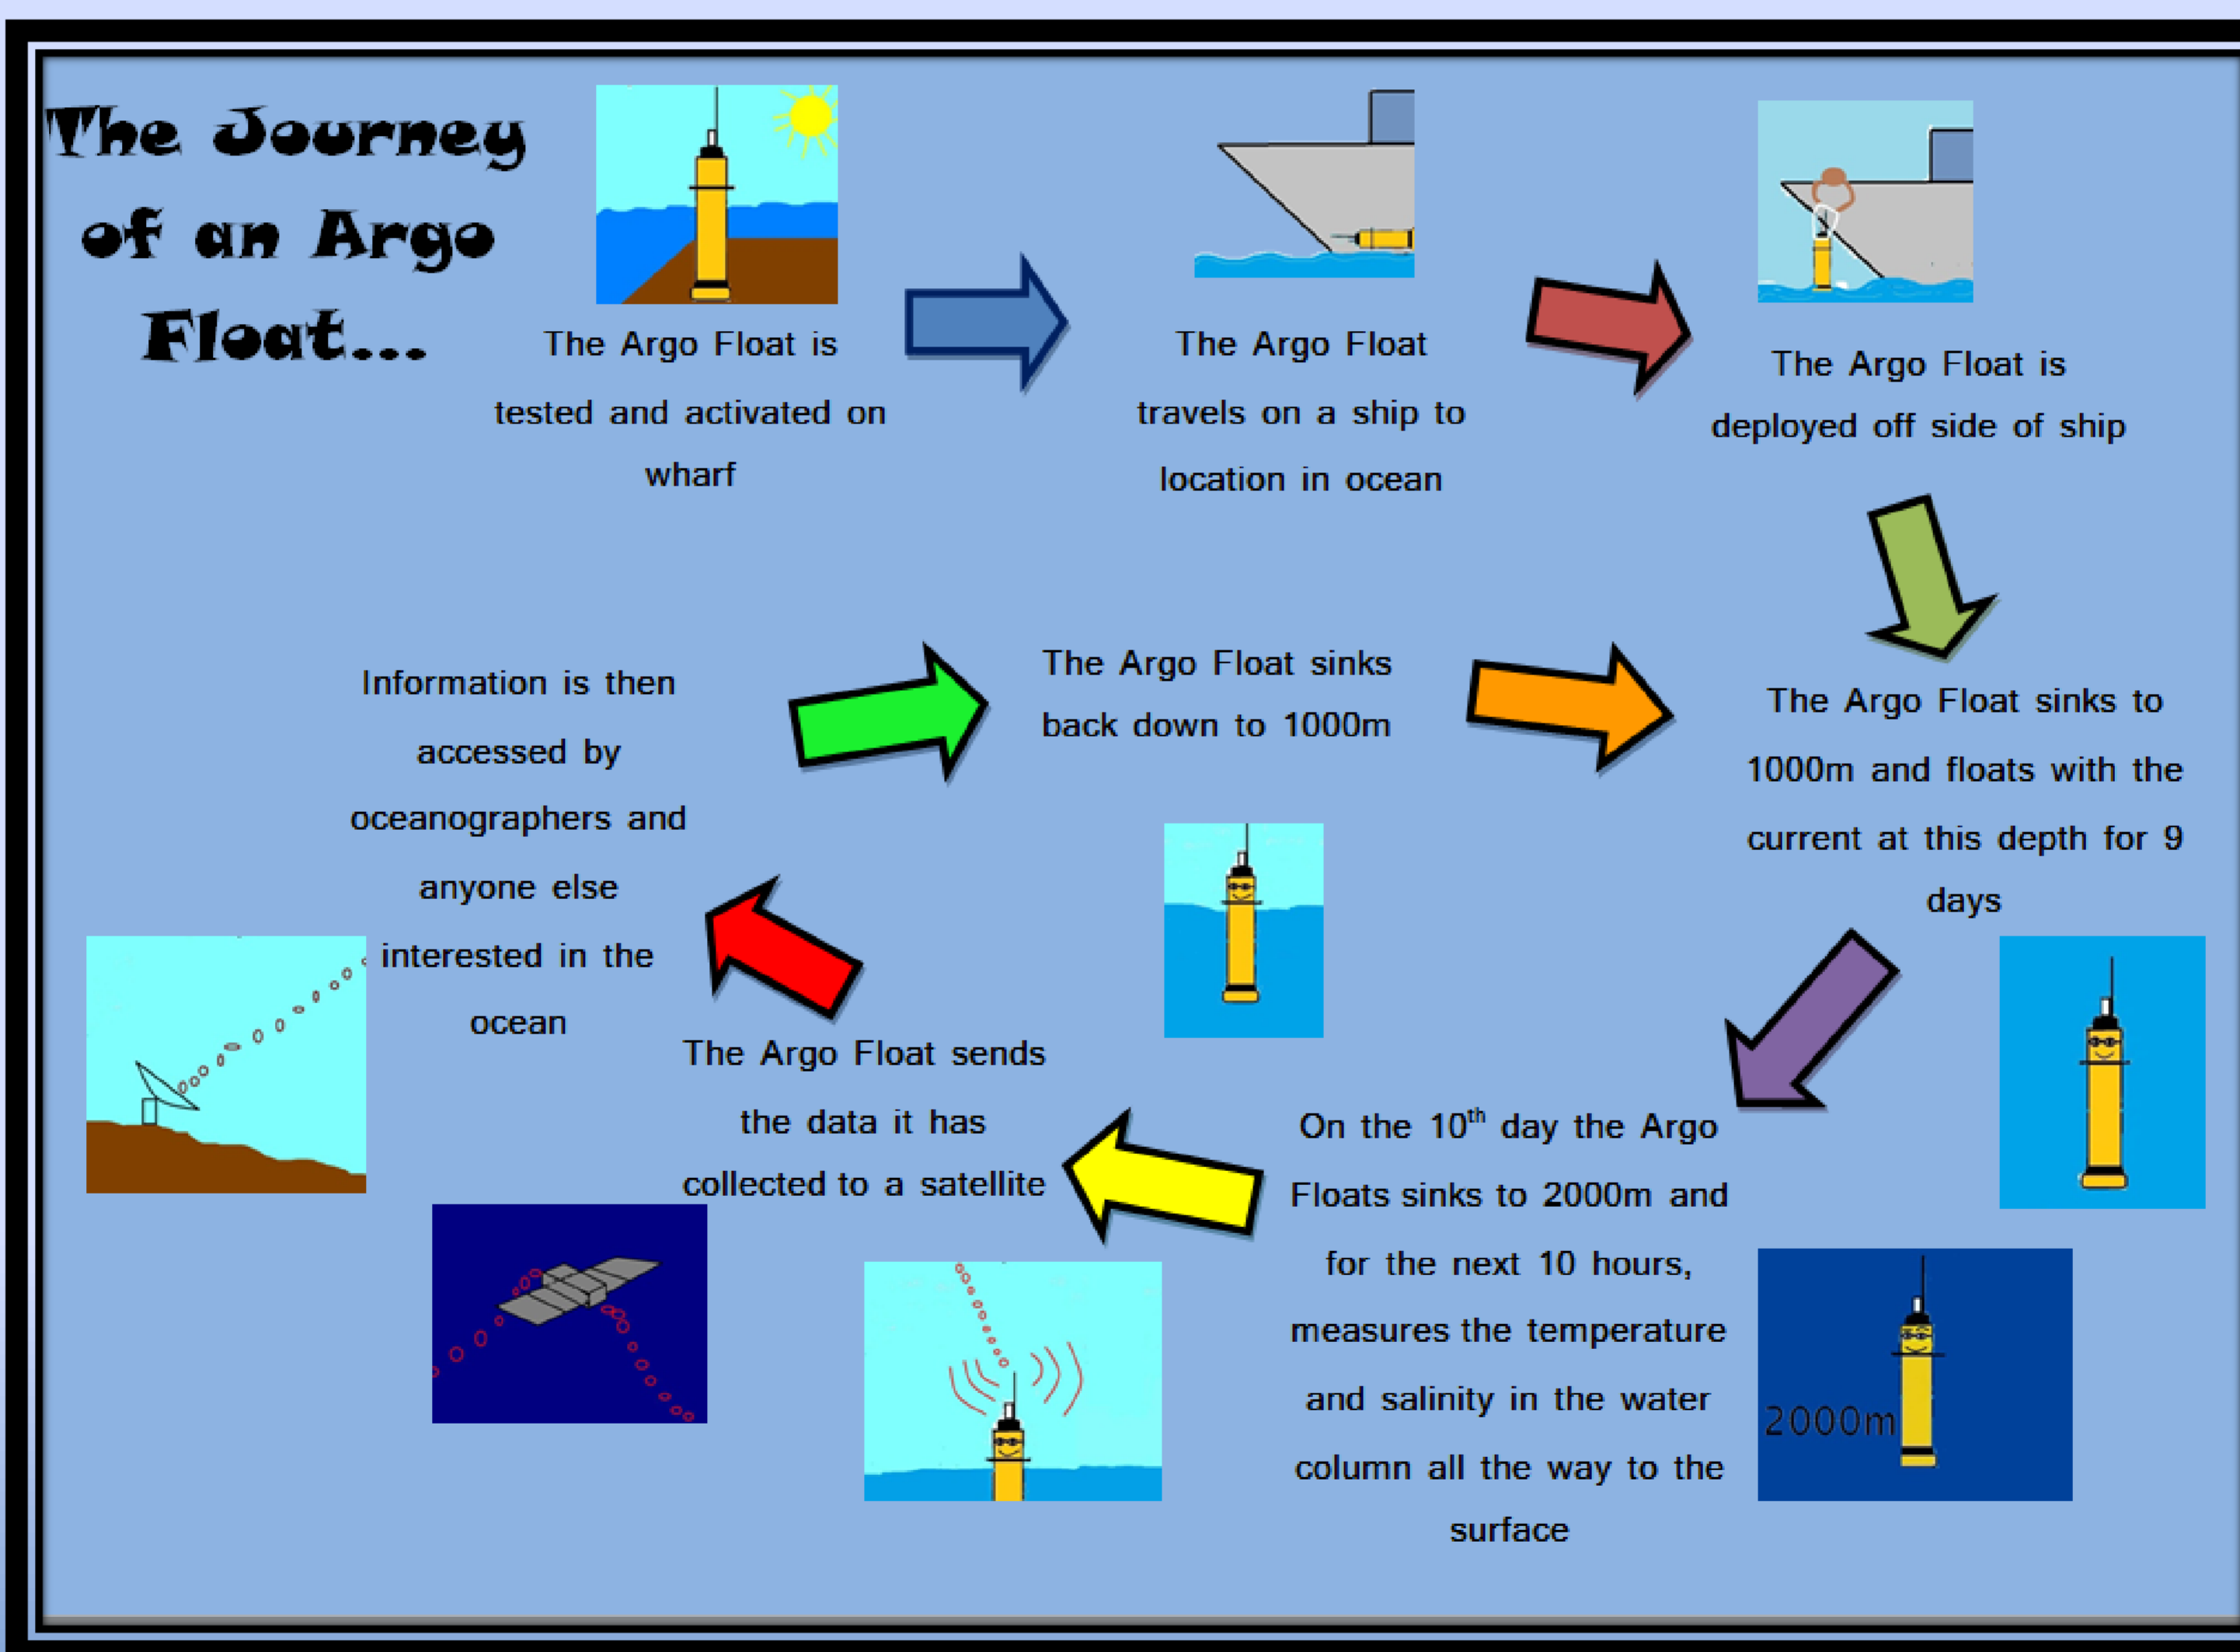 The Journey
of an Argo
Float...
The Argo Float is
tested and activated on
wharf
The Argo Float
travels on a ship to
location in ocean
The Argo Float is
deployed off side of ship
The Argo Float sinks to
1000m and floats with the
current at this depth for 9
days
On the 10th day the Argo
Floats sinks to 2000m and
for the next 10 hours,
measures the temperature
and salinity in the water
column all the way to the
surface
2000m
The Argo Float sends
the data it has
collected to a satellite
Information is then
accessed by
oceanographers and
anyone else
interested in the
ocean
The Argo Float sinks
back down to 1000m